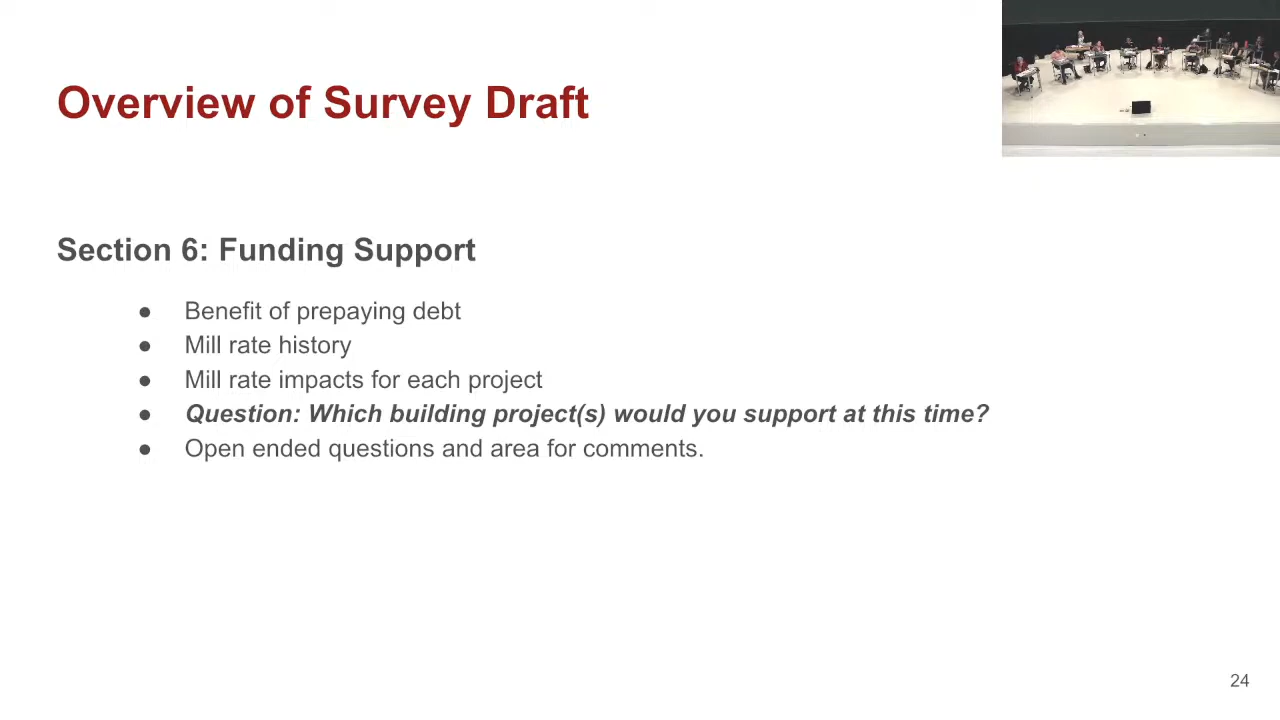 Overview of Survey Draft
Section 6: Funding Support
● Benefit of prepaying debt
● Mill rate history
● Mill rate impacts for each project
● Question: Which building project(s) would you support at this time?
● Open ended questions and area for comments.
24